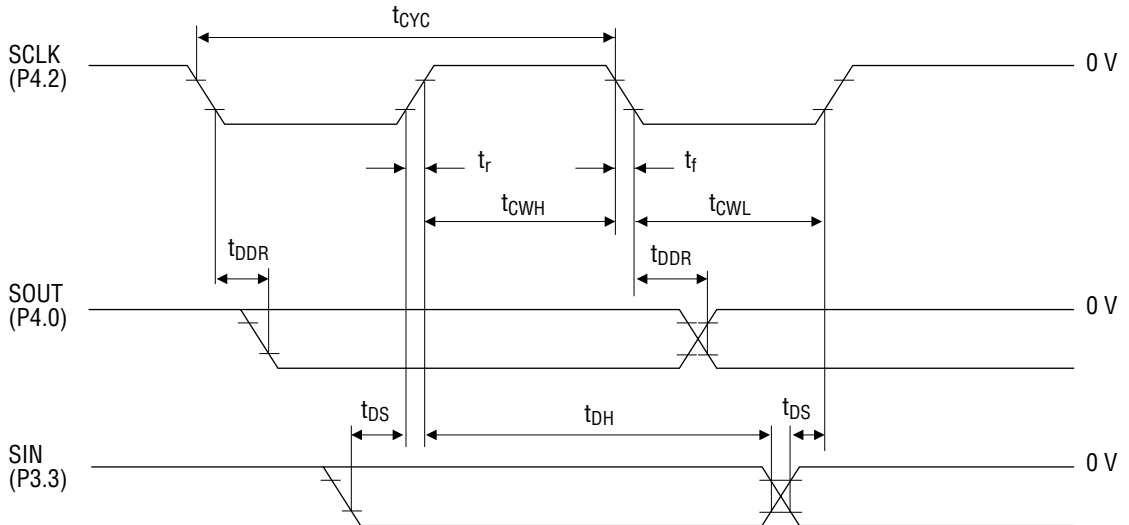 tCYC
SCLK
(P4.2)
0 V
tr
tf
tCWH
tCWL
tDDR
tDDR
SOUT
(P4.0)
0 V
tDS
tDH
tDS
SIN
(P3.3)
0 V